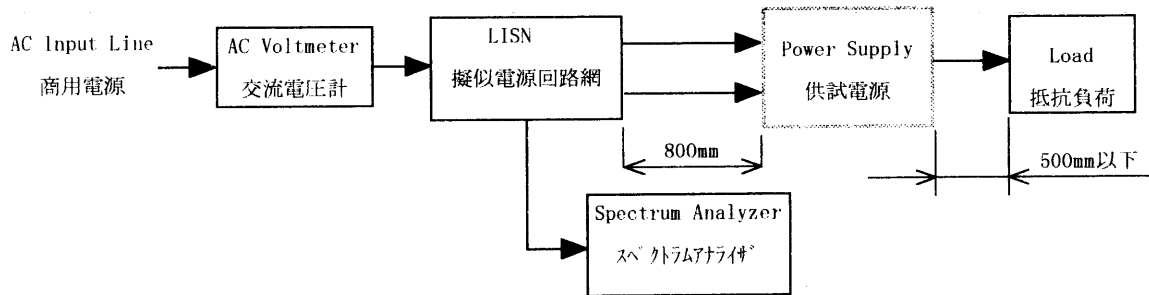 AC Input Line
商用電源
AC Voltmeter
交流電圧計
LISN
擬似電源回路網
Power Supply
供試電源
Load
抵抗負荷
800mm
500mm以下
Spectrum Analyzer
ｽﾍﾟｸﾄﾗﾑｱﾅﾗｲｻﾞ